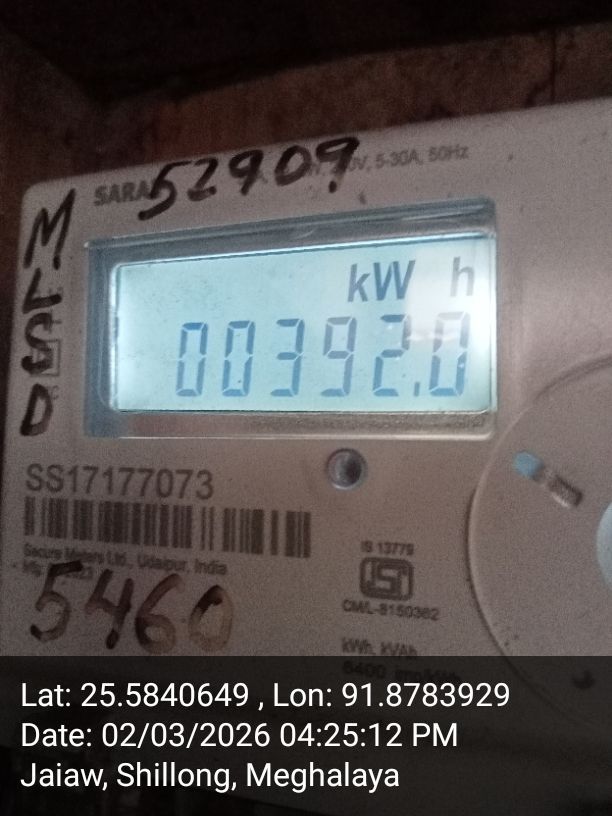 52909
SARA V, 5-30A, 50Hz
MLSD
kW h
00392.0
SS17177073
Secure Meters Ltd., Udaipur, India
5460
IS 13779
ISI
CM/L-8150362
kWh, kVAh
Lat: 25.5840649 , Lon: 91.8783929
Date: 02/03/2026 04:25:12 PM
Jaiaw, Shillong, Meghalaya